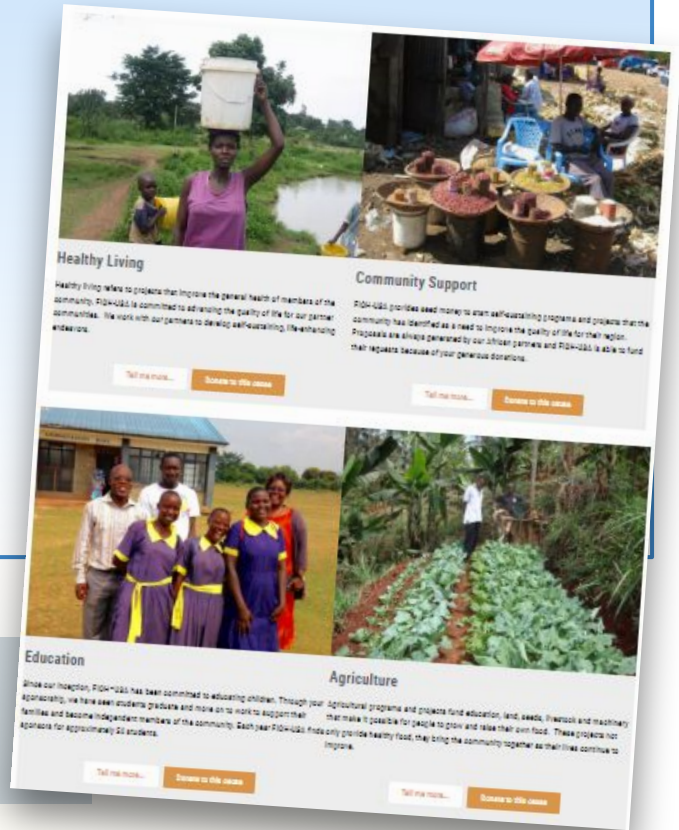 Healthy Living
Healthy living refers to projects that improve the general health of members of the
community. FIOH-USA is committed to advancing the quality of life for our partner
communities. We work with our partners to develop self-sustaining, life-enhancing
endeavors.
Tell me more...
Donate to this cause
Community Support
FIOH-USA provides seed money to start self-sustaining programs and projects that the
community has identified as a need to improve the quality of life for their region.
Proposals are always generated by our African partners and FIOH-USA is able to fund
their requests because of your generous donations.
Tell me more...
Donate to this cause
Education
Since our inception, FIOH-USA has been committed to educating children. Through your
sponsorship, we have seen students graduate and move on to work to support their
families and become independent members of the community. Each year FIOH-USA finds
sponsors for approximately students.
Tell me more...
Donate to this cause
Agriculture
Agricultural programs and projects fund education, land, seeds, livestock and machinery
that make it possible for people to grow and raise their own food. These projects not
only provide healthy food, they bring the community together as their lives continue to
improve.
Tell me more...
Donate to this cause